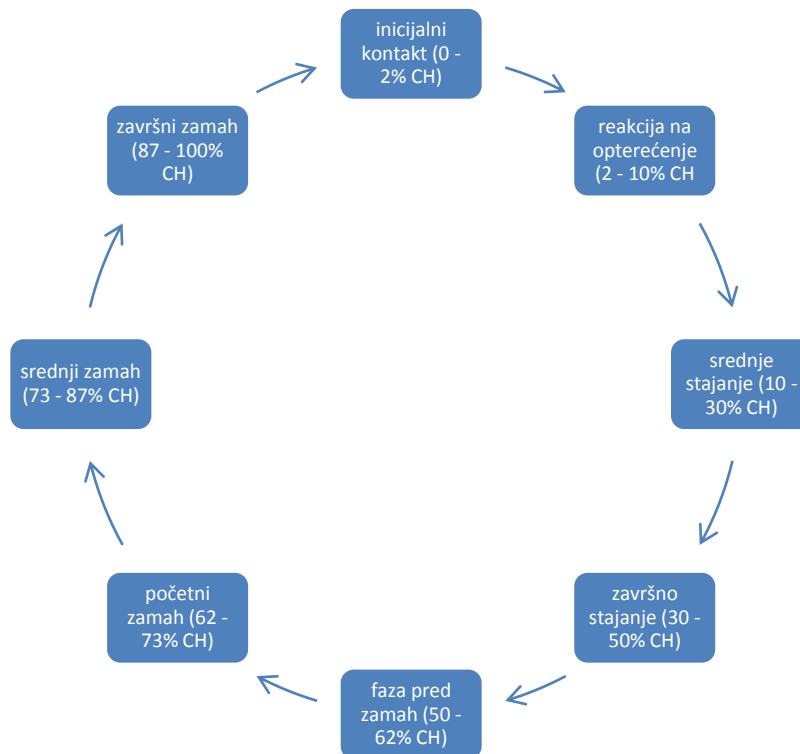 inicijalni
kontakt (0 -
2% CH)
reakcija na
opterećenje
(2 - 10% CH
srednje
stajanje (10 -
30% CH)
završno
stajanje (30 -
50% CH)
faza pred
zamah (50 -
62% CH)
početni
zamah (62 -
73% CH)
srednji zamah
(73 - 87% CH)
završni zamah
(87 - 100%
CH)